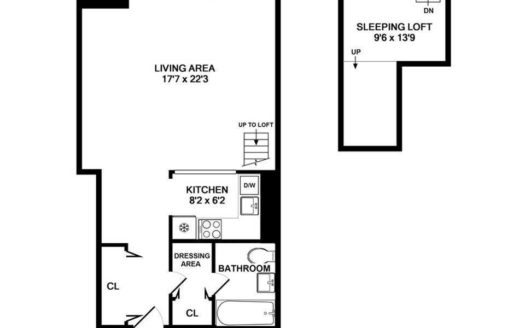 LIVING AREA
17'7 x 22'3
UP TO LOFT
KITCHEN
8'2 x 6'2
D/W
DRESSING
AREA
BATHROOM
CL
CL
DN
SLEEPING LOFT
9'6 x 13'9
UP